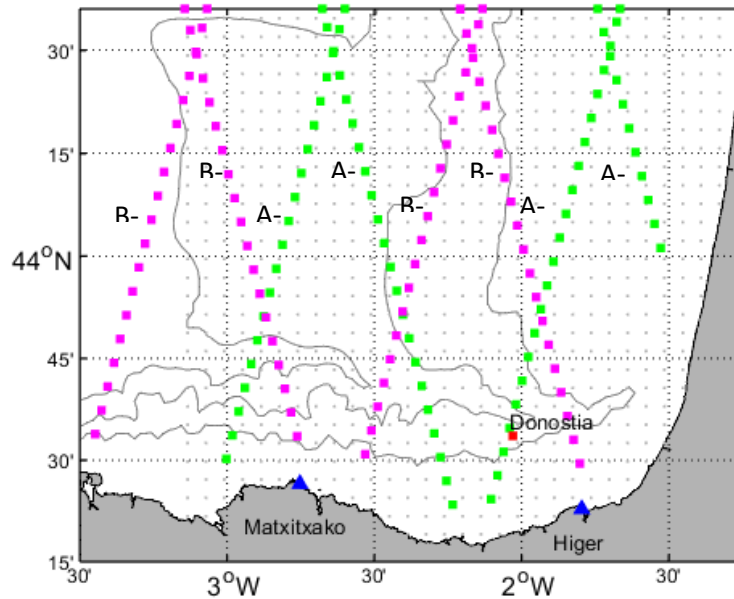 30'
15'
B-
A-
B-
A-
B-
A-
B-
A-
44°N
45'
Donostia
30'
Matxitxako
Higer
15'
30'
3°W
30'
2°W
30'